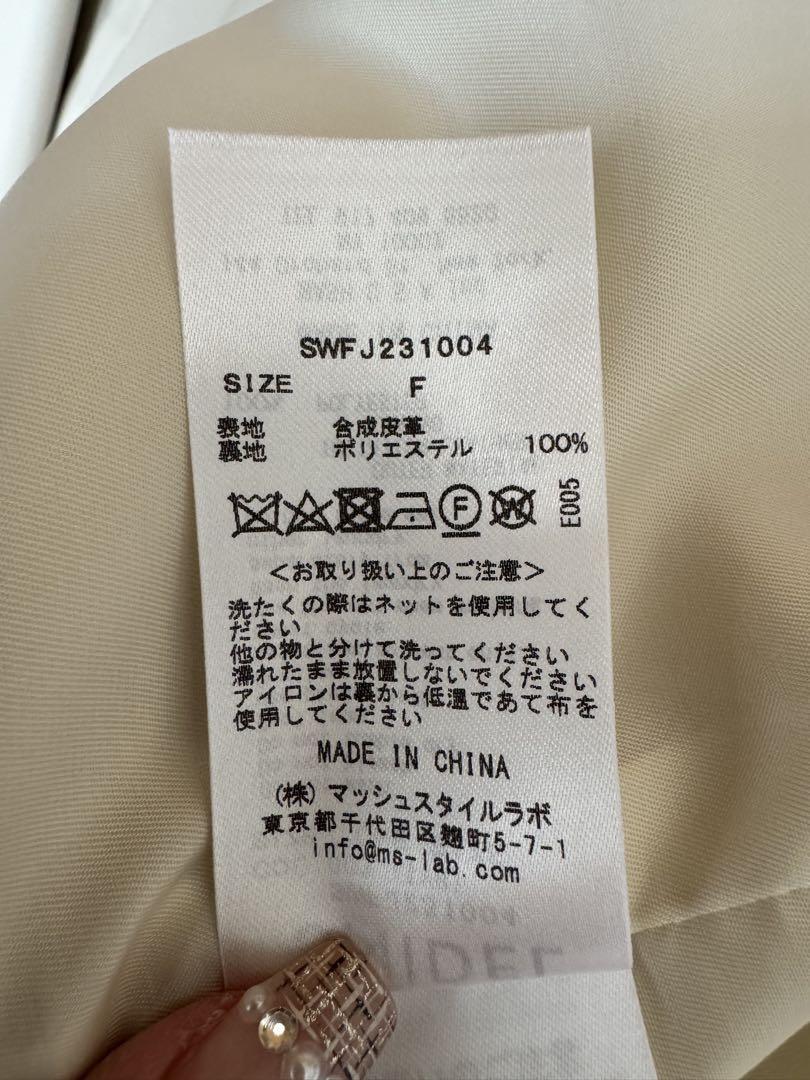 SWFJ231004
SIZE F
表地 合成皮革
裏地 ポリエステル 100%
F W
E005
<お取り扱い上のご注意>
洗たくの際はネットを使用してく
ださい
他の物と分けて洗ってください
濡れたまま放置しないでください
アイロンは裏から低温であて布を
使用してください
MADE IN CHINA
(株)マッシュスタイルラボ
東京都千代田区麹町5-7-1
info@ms-lab.com